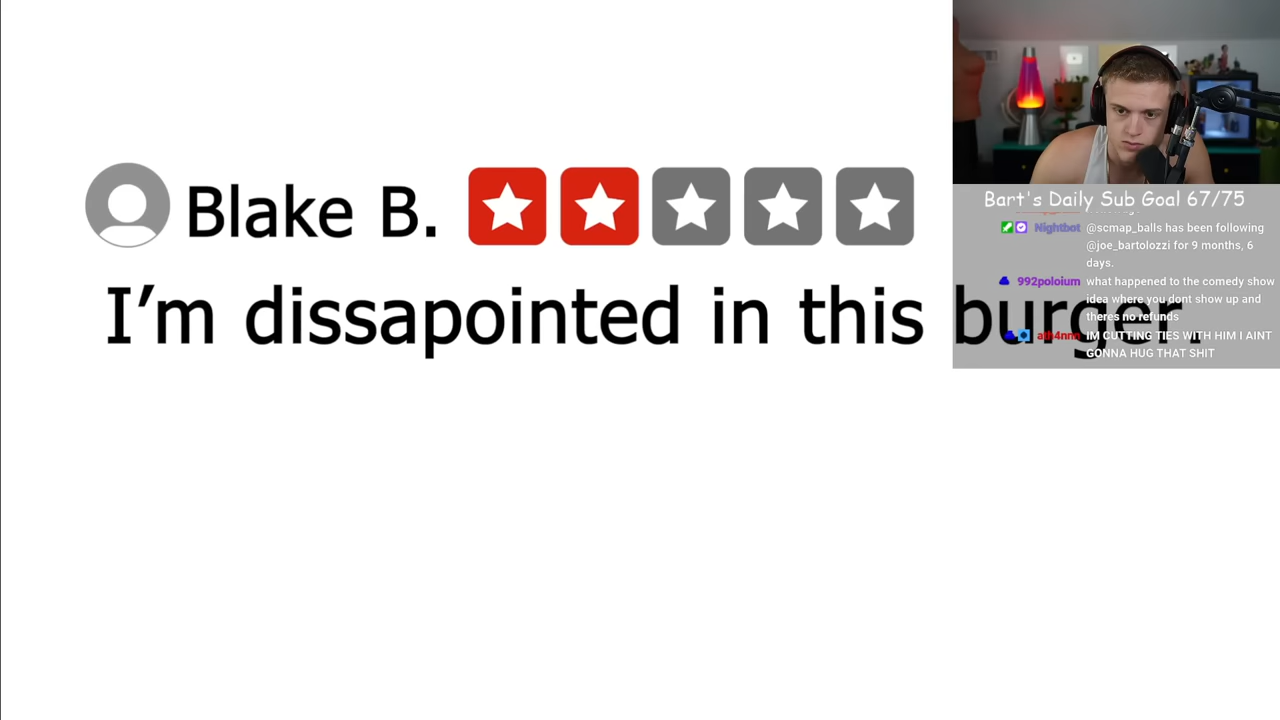 Blake B.
I’m dissapointed in this burger.
Bart's Daily Sub Goal 67/75
Nightbot @scmap_balls has been following
@joe_bartolozzi for 9 months, 6
days.
992poloium what happened to the comedy show
idea where you dont show up and
theres no refunds
IM CUTTING TIES WITH HIM I AINT
GONNA HUG THAT SHIT